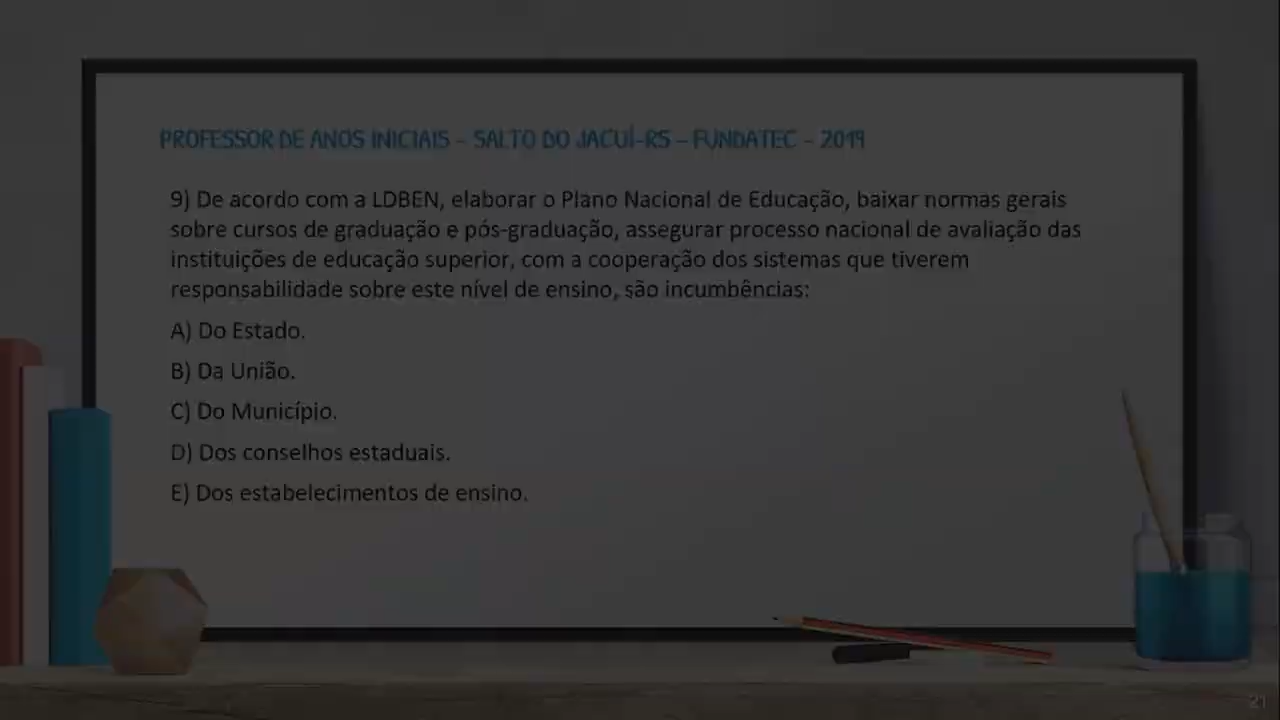 PROFESSOR DE ANOS INICIAIS – SALTO DO JACUÍ-RS – FUNDATEC – 2019
9) De acordo com a LDBEN, elaborar o Plano Nacional de Educação, baixar normas gerais
sobre cursos de graduação e pós-graduação, assegurar processo nacional de avaliação das
instituições de educação superior, com a cooperação dos sistemas que tiverem
responsabilidade sobre este nível de ensino, são incumbências:
A) Do Estado.
B) Da União.
C) Do Município.
D) Dos conselhos estaduais.
E) Dos estabelecimentos de ensino.
21